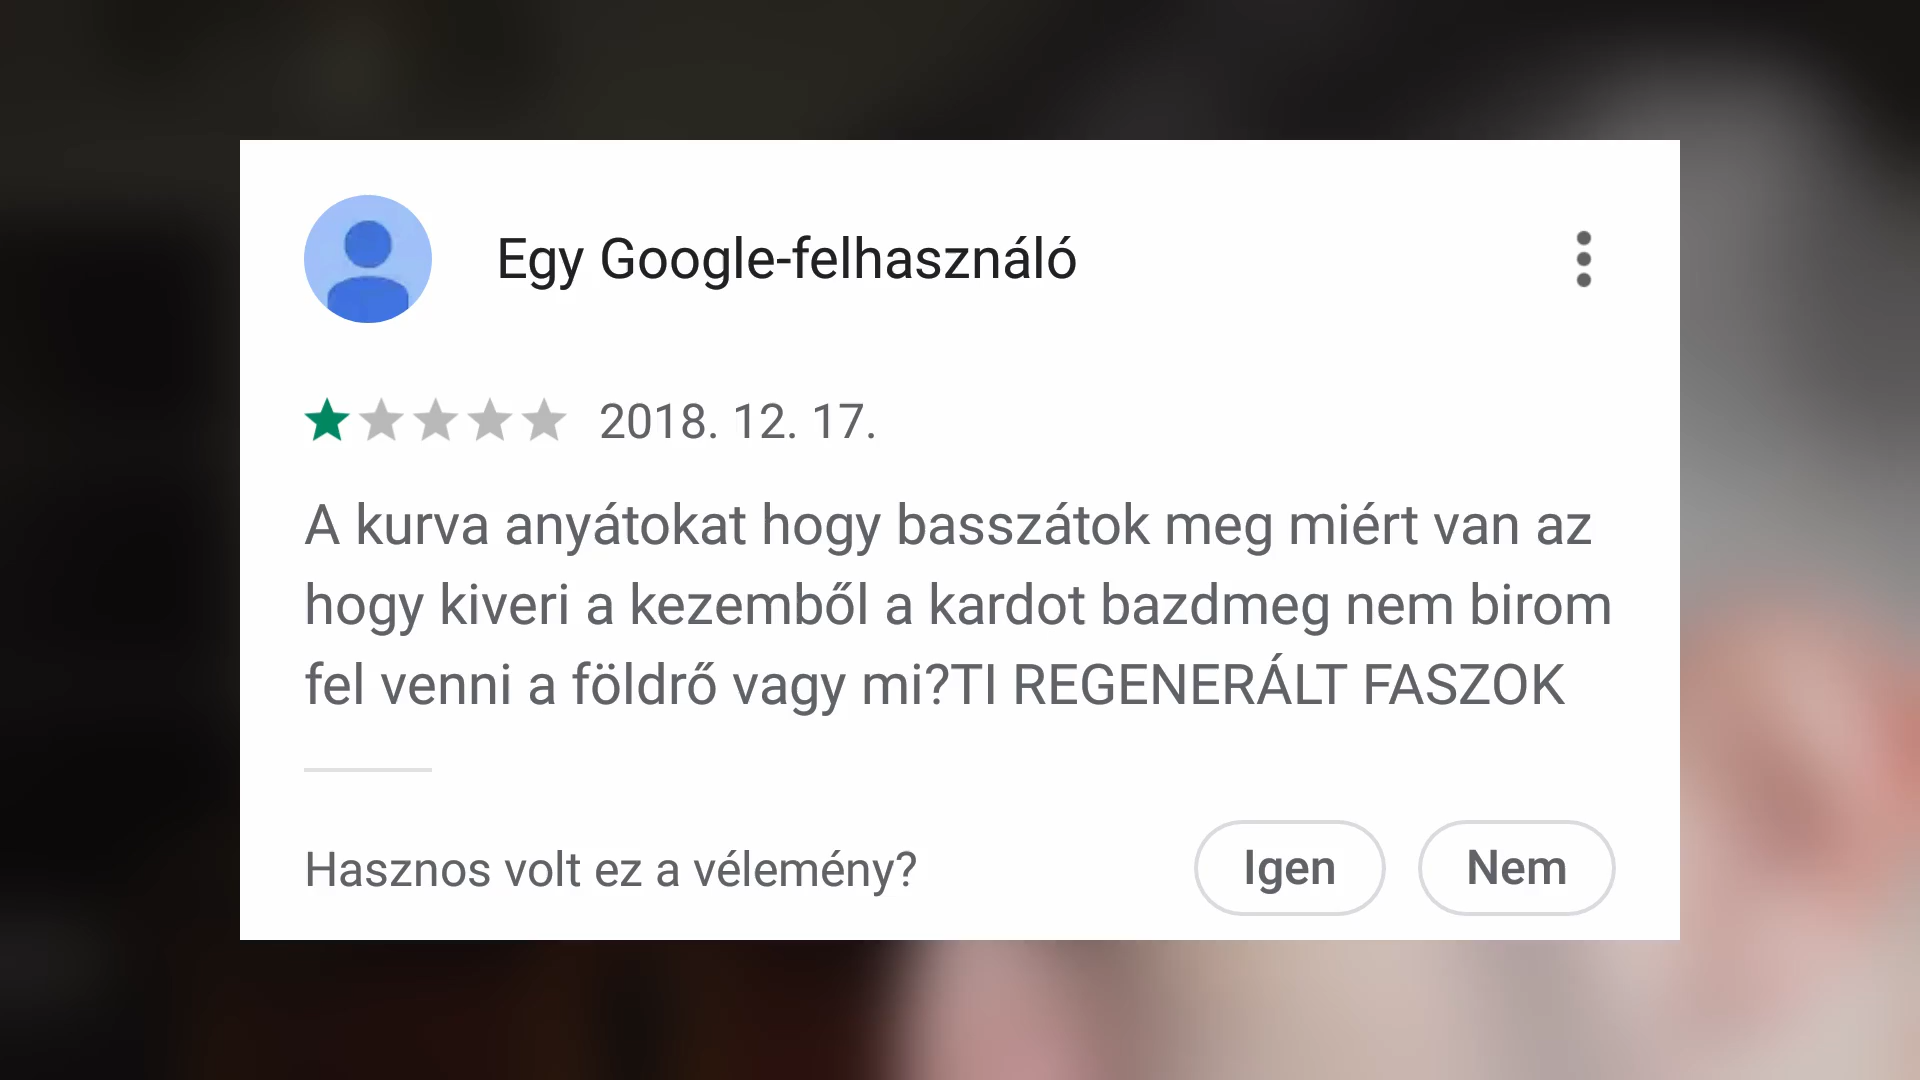 Egy Google-felhasználó
2018. 12. 17.
A kurva anyátokat hogy basszátok meg miért van az
hogy kiveri a kezemből a kardot bazdmeg nem birom
fel venni a földrő vagy mi?TI REGENERÁLT FASZOK
Hasznos volt ez a vélemény?
Igen
Nem